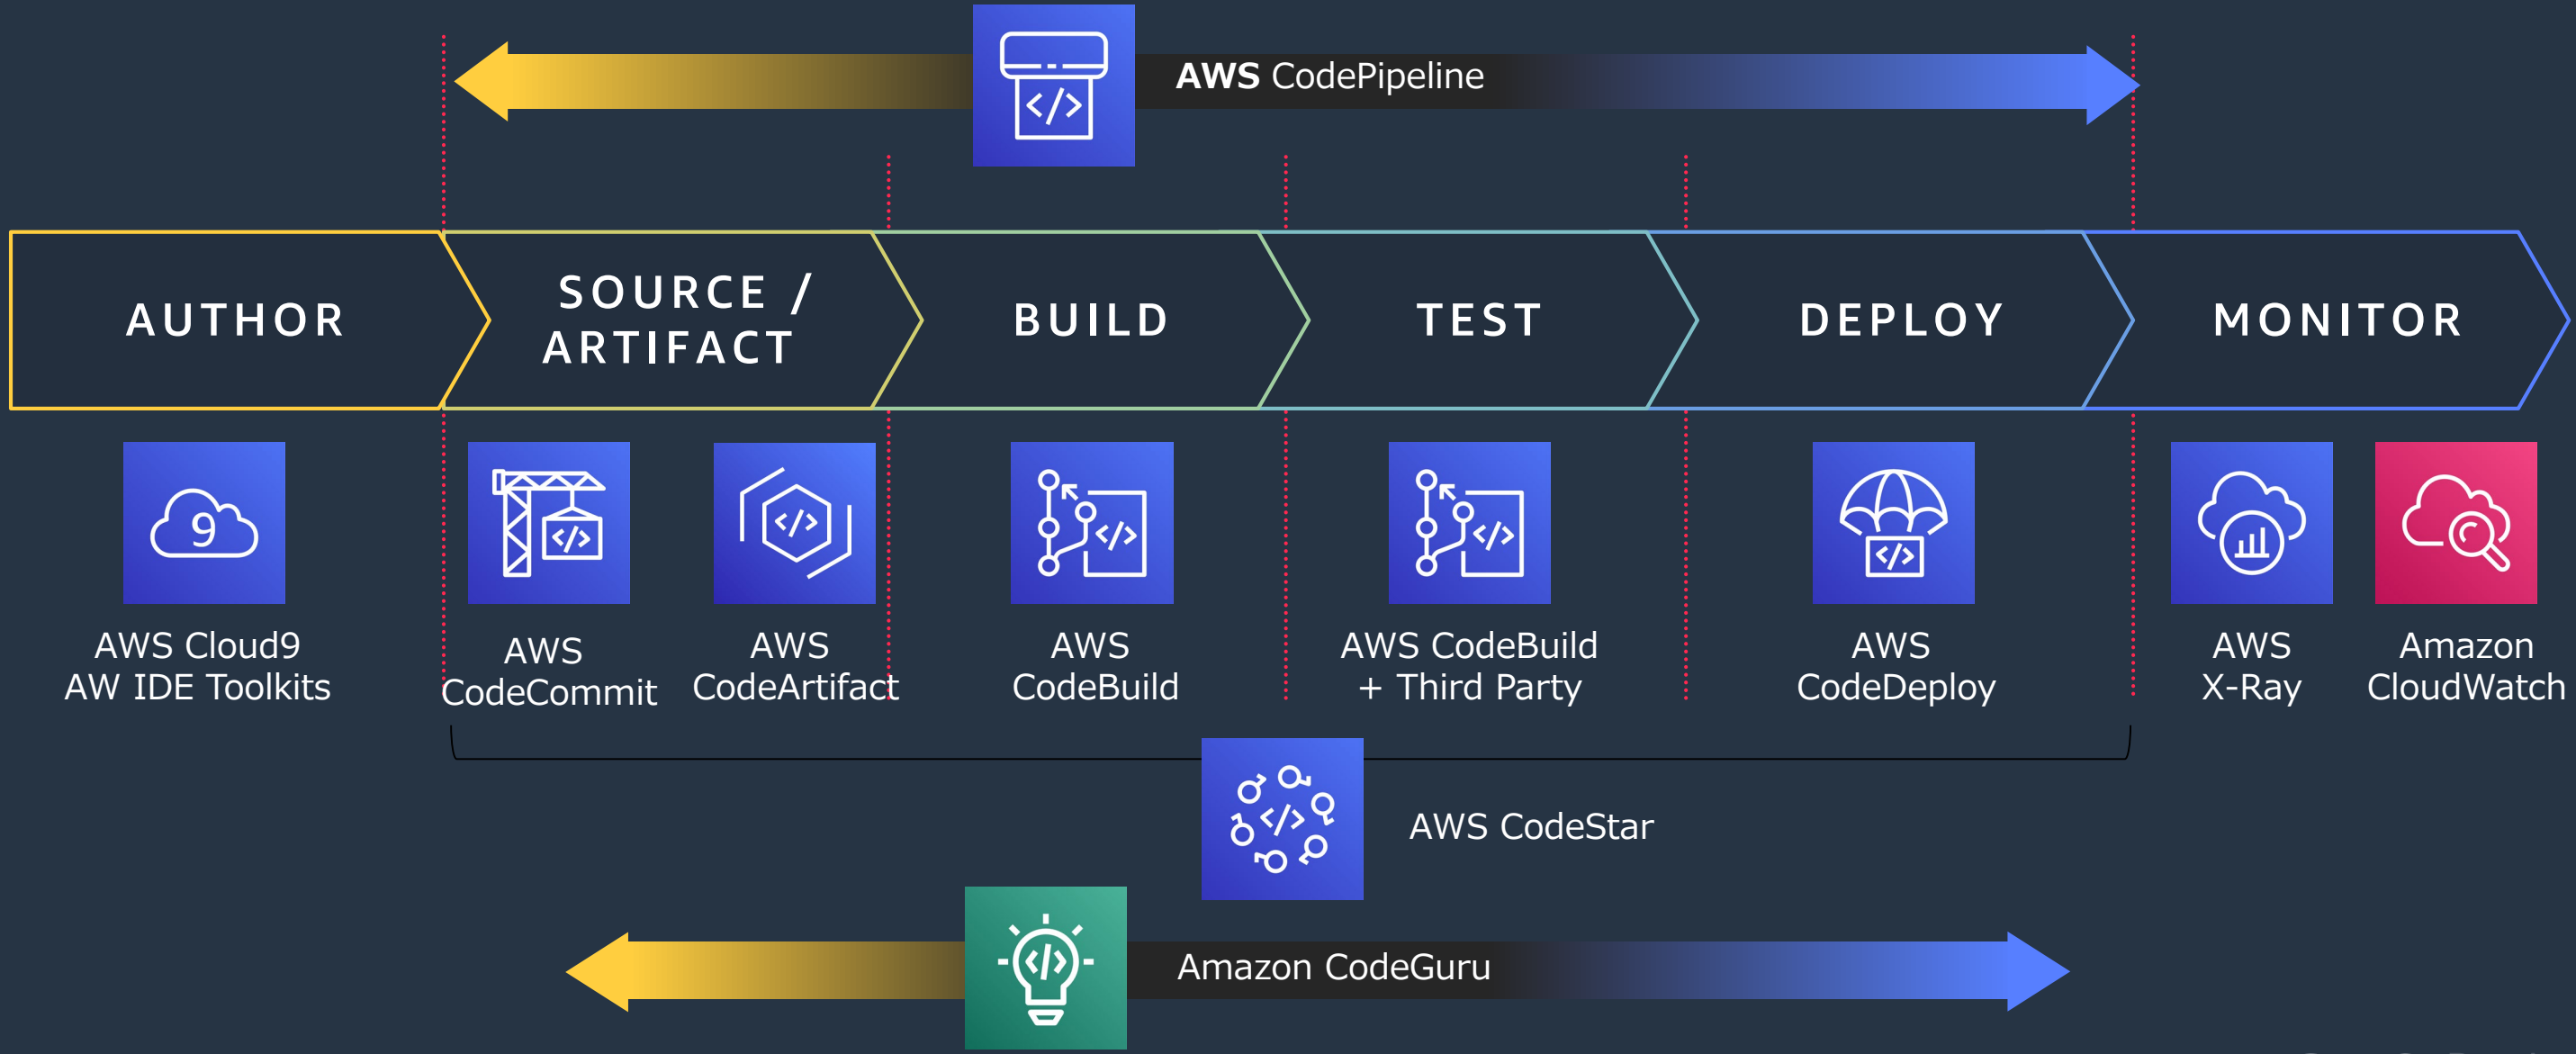 AWS CodePipeline
AUTHOR
SOURCE /
ARTIFACT
BUILD
TEST
DEPLOY
MONITOR
9
AWS Cloud9
AW IDE Toolkits
AWS
CodeCommit
AWS
CodeArtifact
AWS
CodeBuild
AWS CodeBuild
+ Third Party
AWS
CodeDeploy
AWS
X-Ray
Amazon
CloudWatch
AWS CodeStar
Amazon CodeGuru